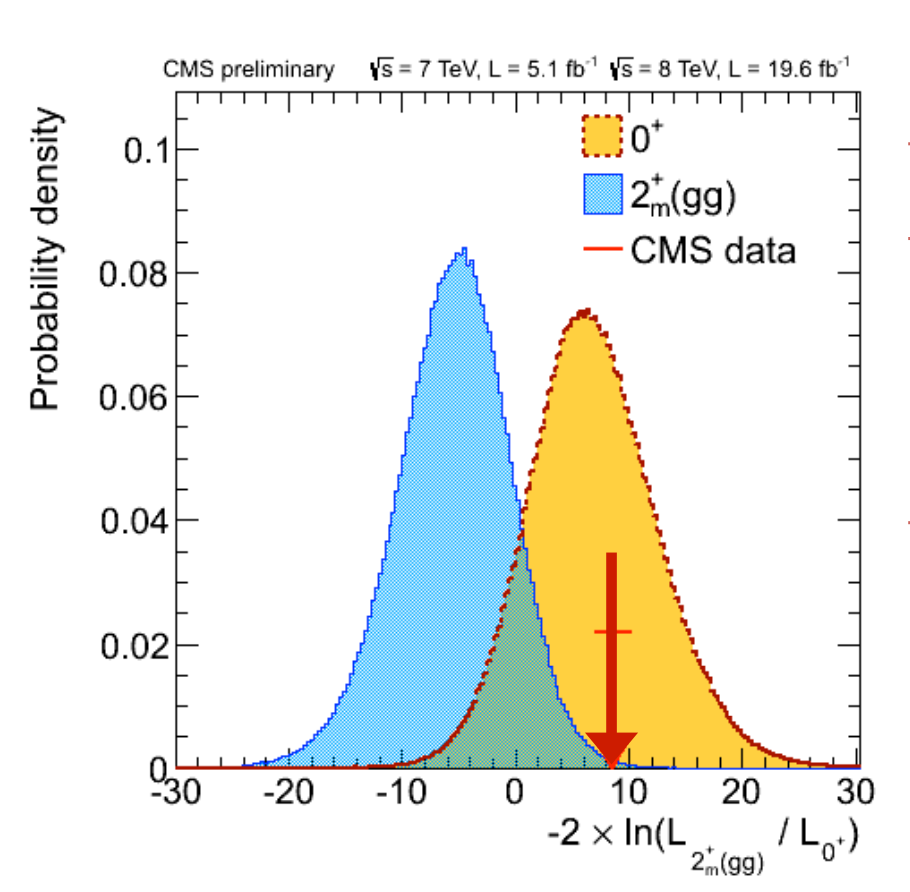 CMS preliminary √s = 7 TeV, L = 5.1 fb⁻¹ √s = 8 TeV, L = 19.6 fb⁻¹
Probability density
0.1
0.08
0.06
0.04
0.02
0
0⁺
2⁺ₘ(gg)
CMS data
-30 -20 -10 0 10 20 30
-2 × ln(L 2⁺ₘ(gg) / L 0⁺)